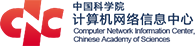 CNC
中国科学院
计算机网络信息中心
Computer Network Information Center,
Chinese Academy of Sciences